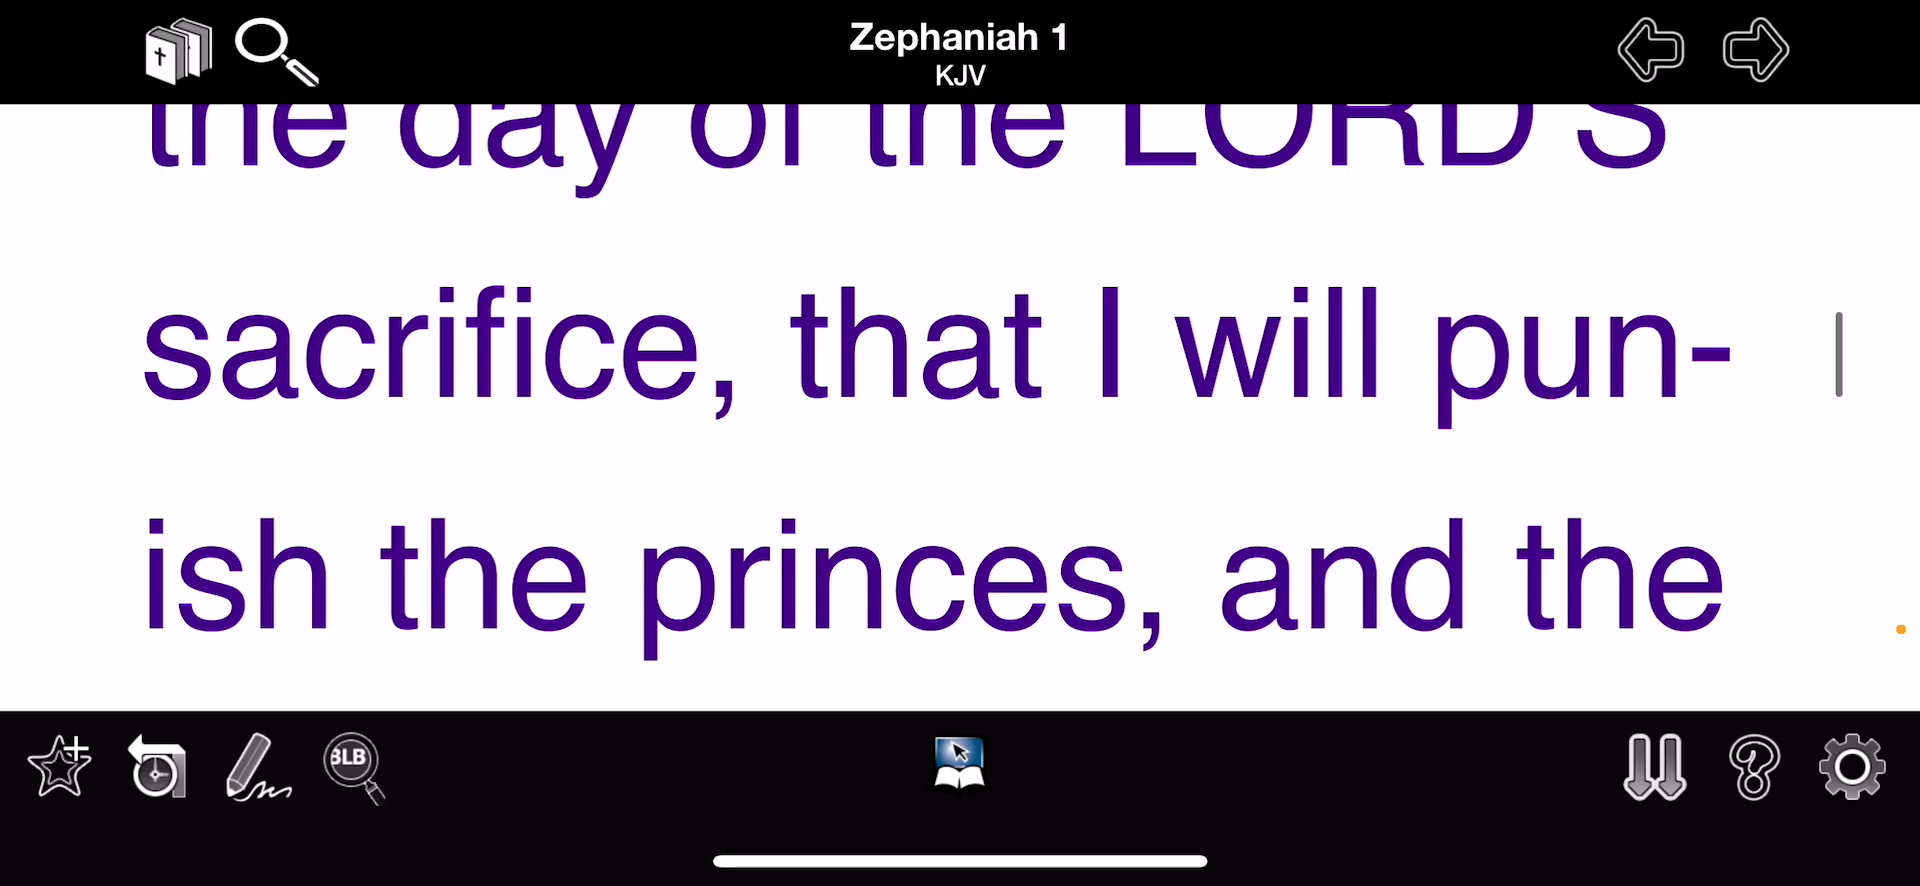 Zephaniah 1
KJV
the day of the LORD'S
sacrifice, that I will pun-
ish the princes, and the
BLB